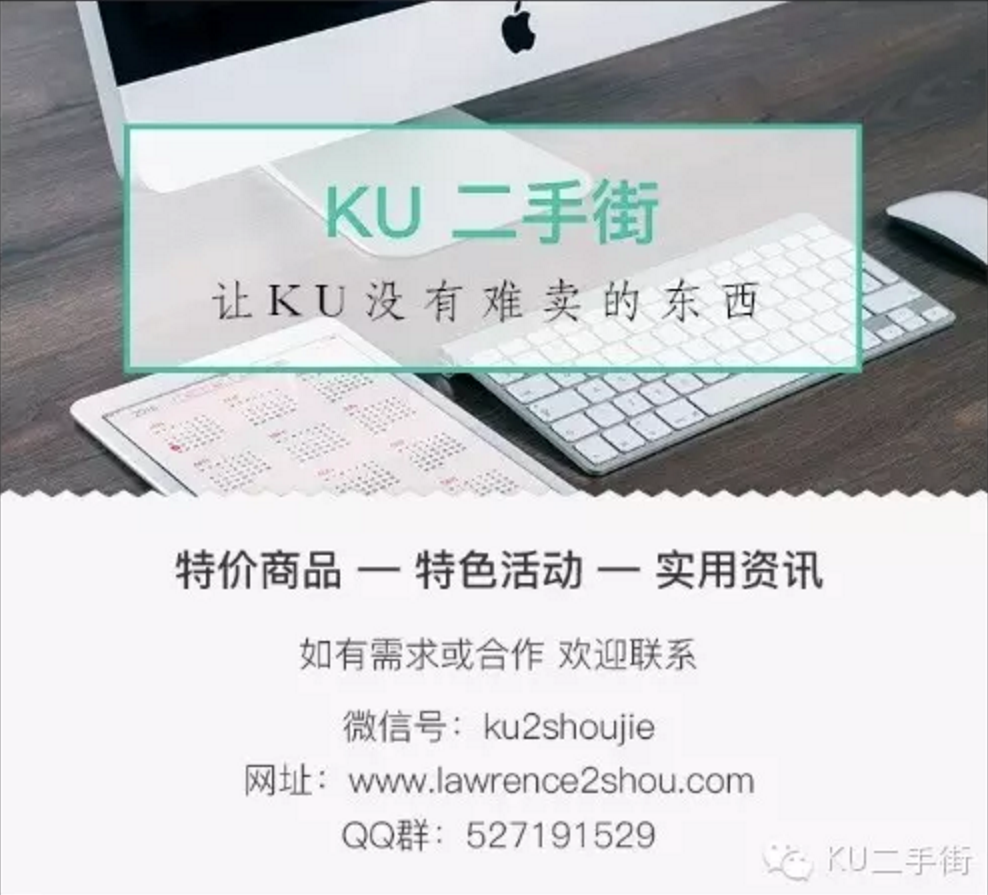 KU 二手街
让KU没有难卖的东西
特价商品 — 特色活动 — 实用资讯
如有需求或合作 欢迎联系
微信号：ku2shoujie
网址：www.lawrence2shou.com
QQ群：527191529
KU二手街